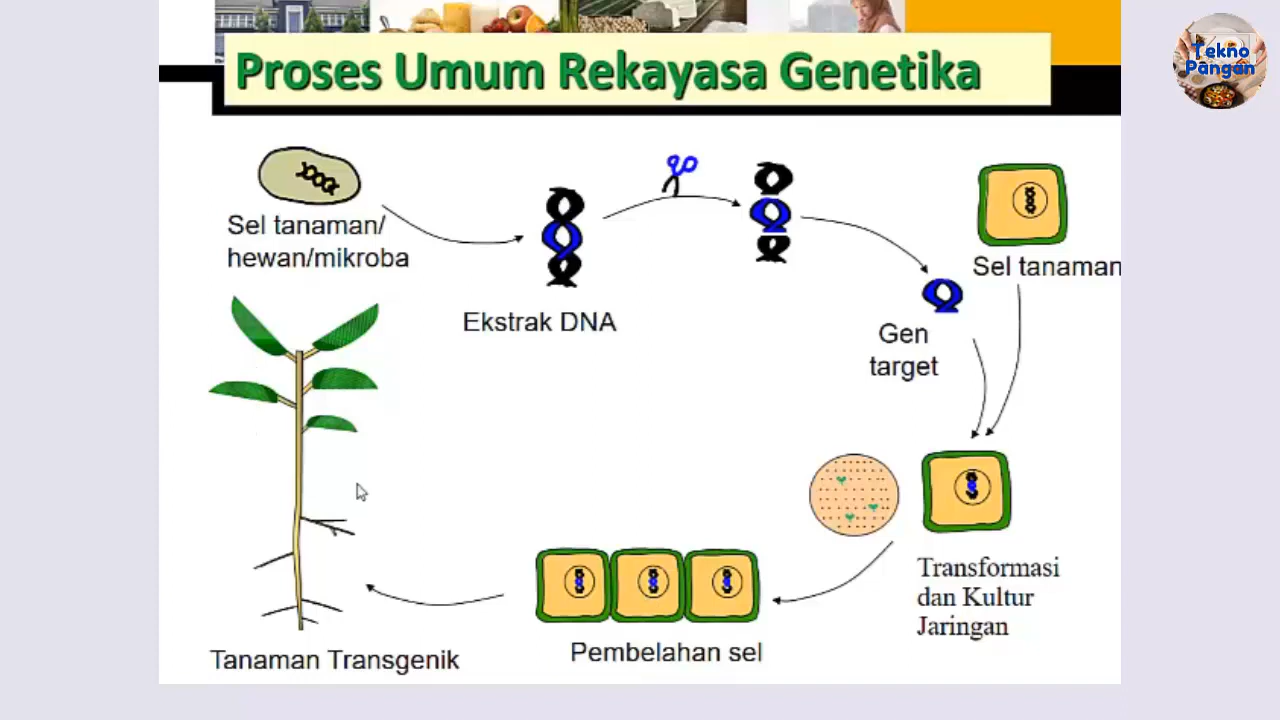 Proses Umum Rekayasa Genetika
Tekno
Pangan
Sel tanaman/
hewan/mikroba
Ekstrak DNA
Sel tanaman
Gen
target
Transformasi
dan Kultur
Jaringan
Pembelahan sel
Tanaman Transgenik